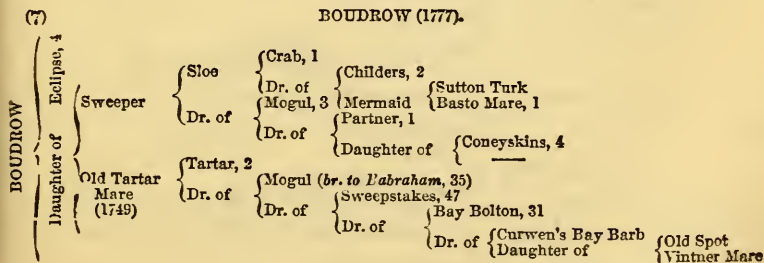 (7)
BOUDROW (1777).
BOUDROW
Eclipse, 4
Daughter of
Sweeper
Sloe
Crab, 1
Dr. of
Childers, 2
Mermaid
Sutton Turk
Basto Mare, 1
Dr. of
Mogul, 3
Dr. of
Partner, 1
Daughter of
Coneyskins, 4
Old Tartar
Mare
(1749)
Tartar, 2
Dr. of
Mogul (br. to Babraham, 35)
Dr. of
Sweepstakes, 47
Dr. of
Bay Bolton, 31
Dr. of
Curwen's Bay Barb
Daughter of
Old Spot
Vintner Mare